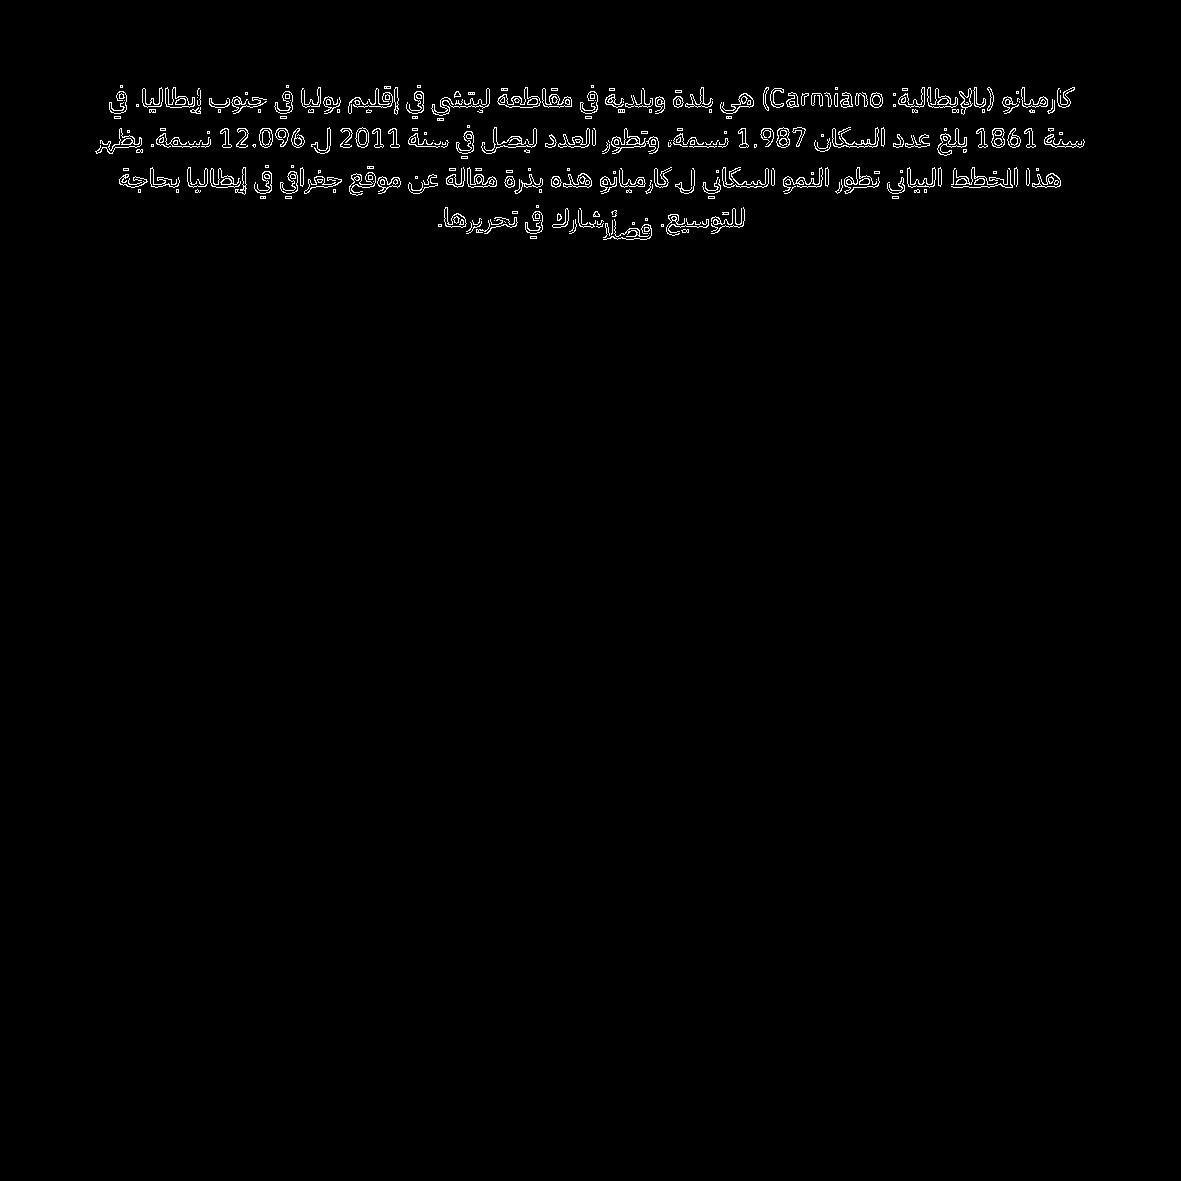 كارميانو (بالإيطالية: Carmiano) هي بلدة وبلدية في مقاطعة ليتشي في إقليم بوليا في جنوب إيطاليا. في
سنة 1861 بلغ عدد السكان 1.987 نسمة، وتطور العدد ليصل في سنة 2011 لـ 12.096 نسمة. يظهر
هذا المخطط البياني تطور النمو السكاني لـ كارميانو هذه بذرة مقالة عن موقع جغرافي في إيطاليا بحاجة
للتوسيع. فضلًا شارك في تحريرها.